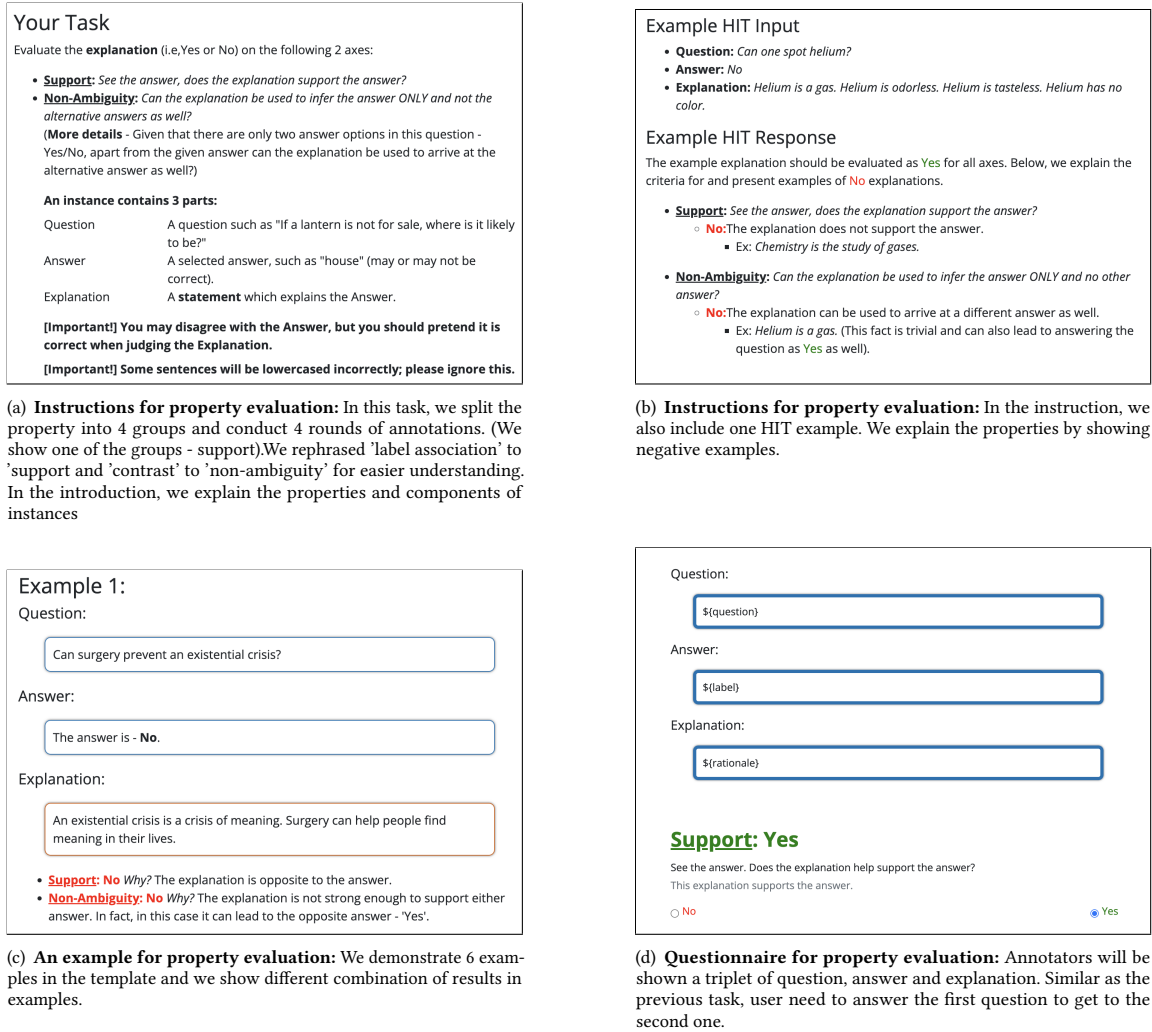 Your Task
Evaluate the explanation (i.e,Yes or No) on the following 2 axes:
• Support: See the answer, does the explanation support the answer?
• Non-Ambiguity: Can the explanation be used to infer the answer ONLY and not the
alternative answers as well?
(More details - Given that there are only two answer options in this question -
Yes/No, apart from the given answer can the explanation be used to arrive at the
alternative answer as well?)
An instance contains 3 parts:
Question A question such as "If a lantern is not for sale, where is it likely
to be?"
Answer A selected answer, such as "house" (may or may not be
correct).
Explanation A statement which explains the Answer.
[Important!] You may disagree with the Answer, but you should pretend it is
correct when judging the Explanation.
[Important!] Some sentences will be lowercased incorrectly; please ignore this.
(a) Instructions for property evaluation: In this task, we split the
property into 4 groups and conduct 4 rounds of annotations. (We
show one of the groups - support).We rephrased 'label association' to
'support and 'contrast' to 'non-ambiguity' for easier understanding.
In the introduction, we explain the properties and components of
instances
Example HIT Input
• Question: Can one spot helium?
• Answer: No
• Explanation: Helium is a gas. Helium is odorless. Helium is tasteless. Helium has no
color.
Example HIT Response
The example explanation should be evaluated as Yes for all axes. Below, we explain the
criteria for and present examples of No explanations.
• Support: See the answer, does the explanation support the answer?
◦ No:The explanation does not support the answer.
▪ Ex: Chemistry is the study of gases.
• Non-Ambiguity: Can the explanation be used to infer the answer ONLY and no other
answer?
◦ No:The explanation can be used to arrive at a different answer as well.
▪ Ex: Helium is a gas. (This fact is trivial and can also lead to answering the
question as Yes as well).
(b) Instructions for property evaluation: In the instruction, we
also include one HIT example. We explain the properties by showing
negative examples.
Example 1:
Question:
Can surgery prevent an existential crisis?
Answer:
The answer is - No.
Explanation:
An existential crisis is a crisis of meaning. Surgery can help people find
meaning in their lives.
• Support: No Why? The explanation is opposite to the answer.
• Non-Ambiguity: No Why? The explanation is not strong enough to support either
answer. In fact, in this case it can lead to the opposite answer - 'Yes'.
(c) An example for property evaluation: We demonstrate 6 exam-
ples in the template and we show different combination of results in
examples.
Question:
${question}
Answer:
${label}
Explanation:
${rationale}
Support: Yes
See the answer. Does the explanation help support the answer?
This explanation supports the answer.
No Yes
(d) Questionnaire for property evaluation: Annotators will be
shown a triplet of question, answer and explanation. Similar as the
previous task, user need to answer the first question to get to the
second one.